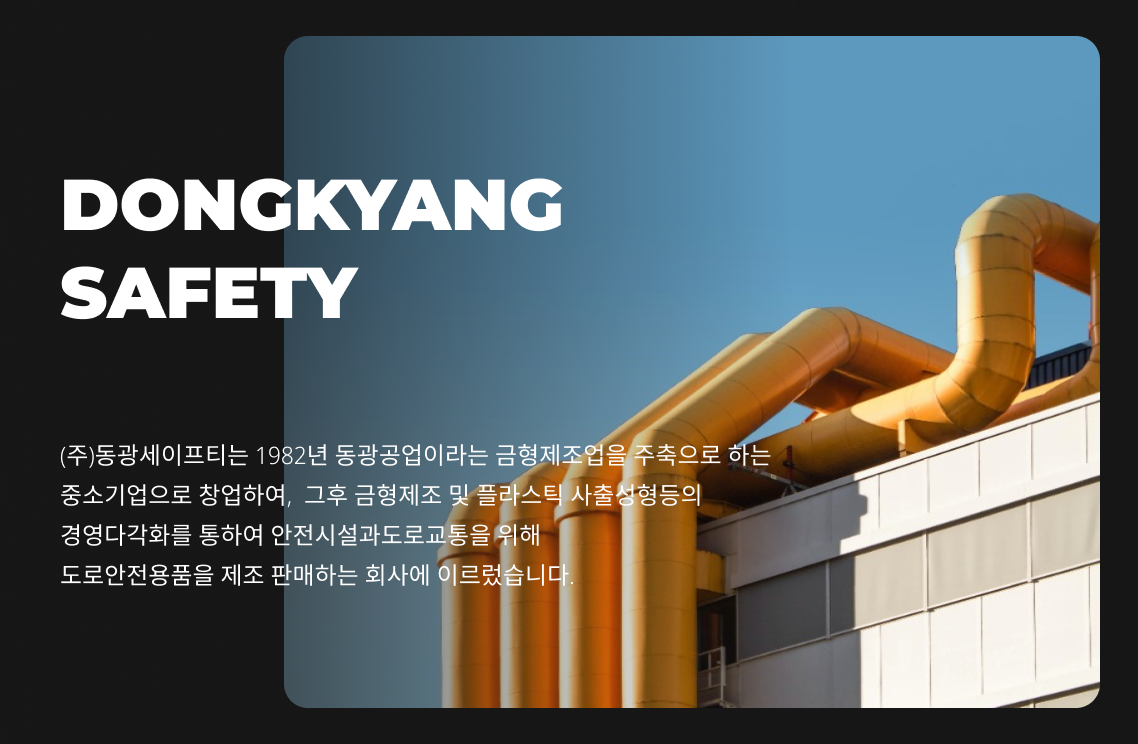 DONGKYANG
SAFETY
(주)동광세이프티는 1982년 동광공업이라는 금형제조업을 주축으로 하는
중소기업으로 창업하여,  그후 금형제조 및 플라스틱 사출성형등의
경영다각화를 통하여 안전시설과도로교통을 위해
도로안전용품을 제조 판매하는 회사에 이르렀습니다.